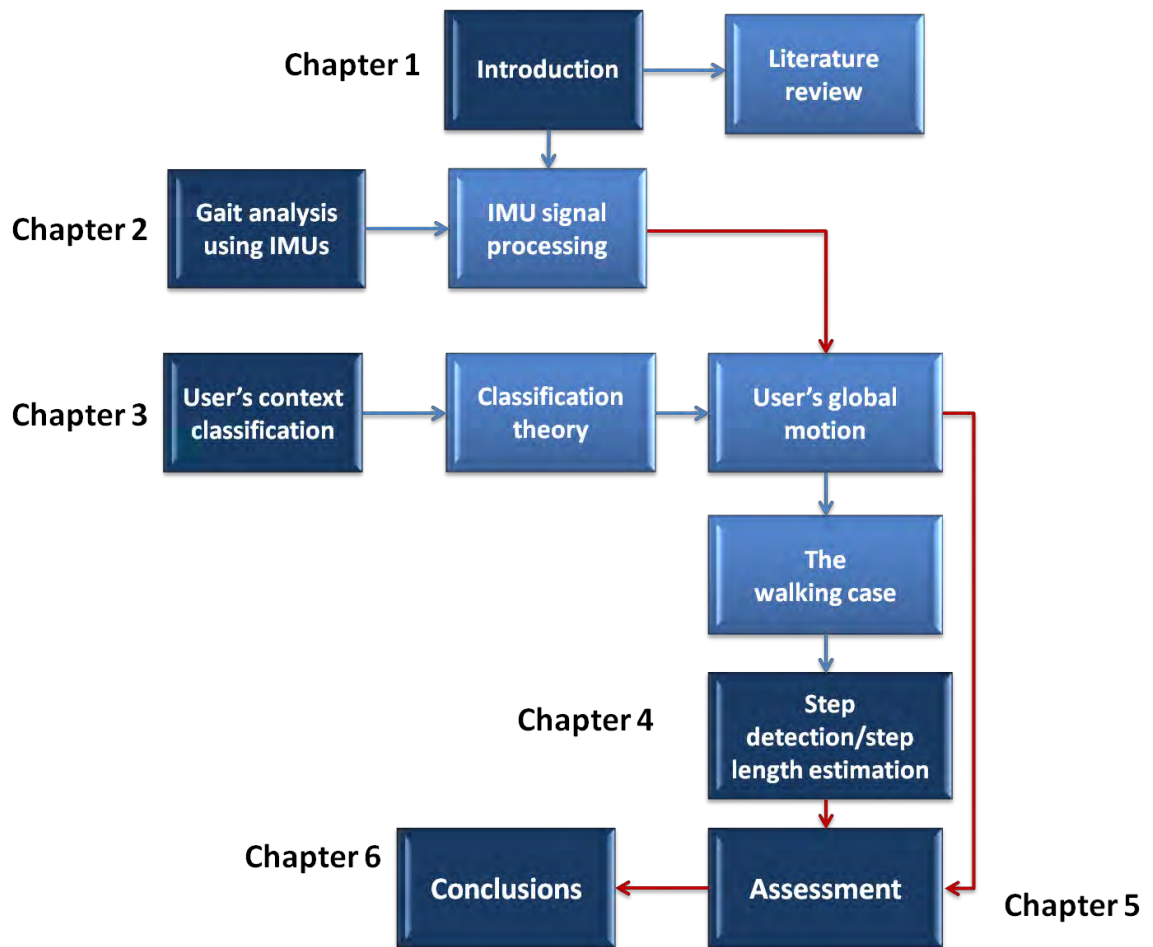 Chapter 1
Introduction
Literature
review
Chapter 2
Gait analysis
using IMUs
IMU signal
processing
Chapter 3
User's context
classification
Classification
theory
User's global
motion
The
walking case
Chapter 4
Step
detection/step
length estimation
Chapter 6
Conclusions
Assessment
Chapter 5